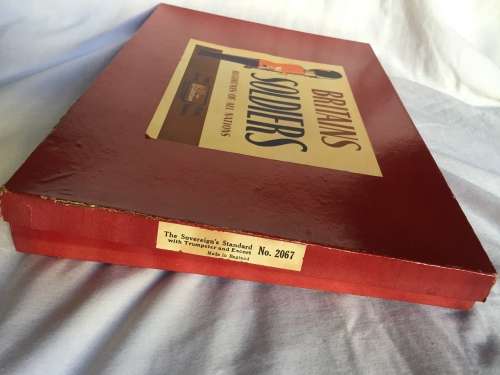 BRITAINS
SOLDIERS
REGIMENTS OF ALL NATIONS
The Sovereign's Standard
with Trumpeter and Escort
No. 2067
Made in England